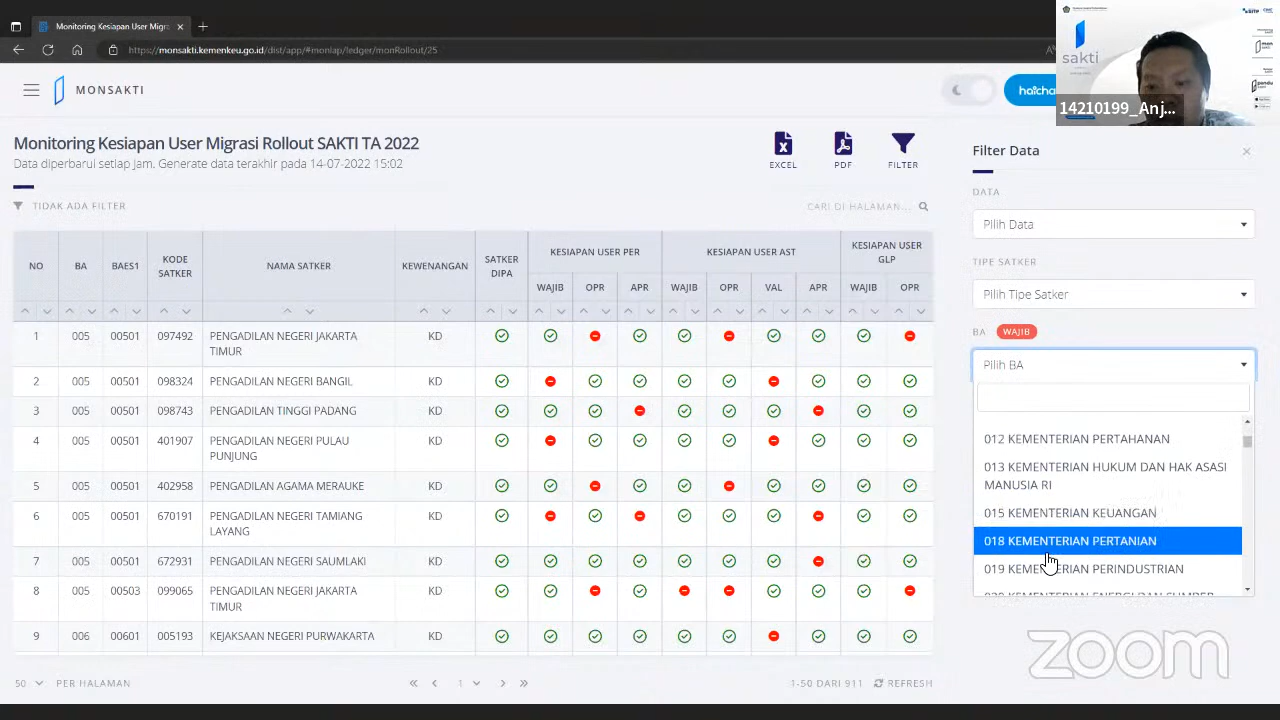 Monitoring Kesiapan User Migra
https://monsakti.kemenkeu.go.id/dist/app/#monlap/ledger/monRollout/25
MONSAKTI
sakti
14210199_Anj...
Monitoring Kesiapan User Migrasi Rollout SAKTI TA 2022
Data diperbarui setiap Jam. Generate data terakhir pada 14-07-2022 15:02
EXCEL PDF FILTER
TIDAK ADA FILTER
CARI DI HALAMAN...
NO BA BAES1 KODE SATKER NAMA SATKER KEWENANGAN SATKER DIPA KESIAPAN USER PER KESIAPAN USER AST KESIAPAN USER GLP
WAJIB OPR APR WAJIB OPR VAL APR WAJIB OPR
1 005 00501 097492 PENGADILAN NEGERI JAKARTA KD
TIMUR
2 005 00501 098324 PENGADILAN NEGERI BANGIL KD
3 005 00501 098743 PENGADILAN TINGGI PADANG KD
4 005 00501 401907 PENGADILAN NEGERI PULAU KD
PUNJUNG
5 005 00501 402958 PENGADILAN AGAMA MERAUKE KD
6 005 00501 670191 PENGADILAN NEGERI TAMIANG KD
LAYANG
7 005 00501 672931 PENGADILAN NEGERI SAUMLAKI KD
8 005 00503 099065 PENGADILAN NEGERI JAKARTA KD
TIMUR
9 006 00601 005193 KEJAKSAAN NEGERI PURWAKARTA KD
50 PER HALAMAN
1
1-50 DARI 911 REFRESH
Filter Data
DATA
Pilih Data
TIPE SATKER
Pilih Tipe Satker
BA WAJIB
Pilih BA
012 KEMENTERIAN PERTAHANAN
013 KEMENTERIAN HUKUM DAN HAK ASASI
MANUSIA RI
015 KEMENTERIAN KEUANGAN
018 KEMENTERIAN PERTANIAN
019 KEMENTERIAN PERINDUSTRIAN
zoom